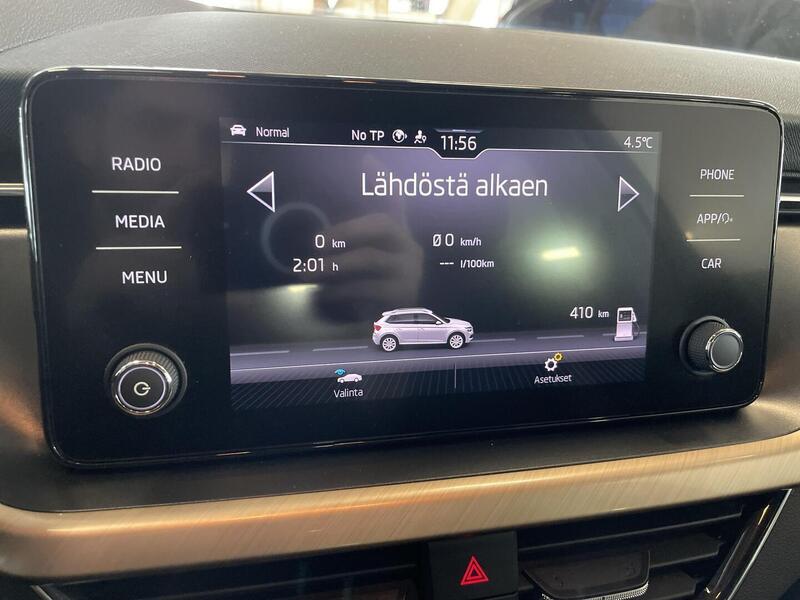 Normal No TP 11:56 4.5°C
RADIO
MEDIA
MENU
Lähdöstä alkaen
0 km Ø 0 km/h
2:01 h --- l/100km
410 km
Valinta Asetukset
PHONE
APP/
CAR